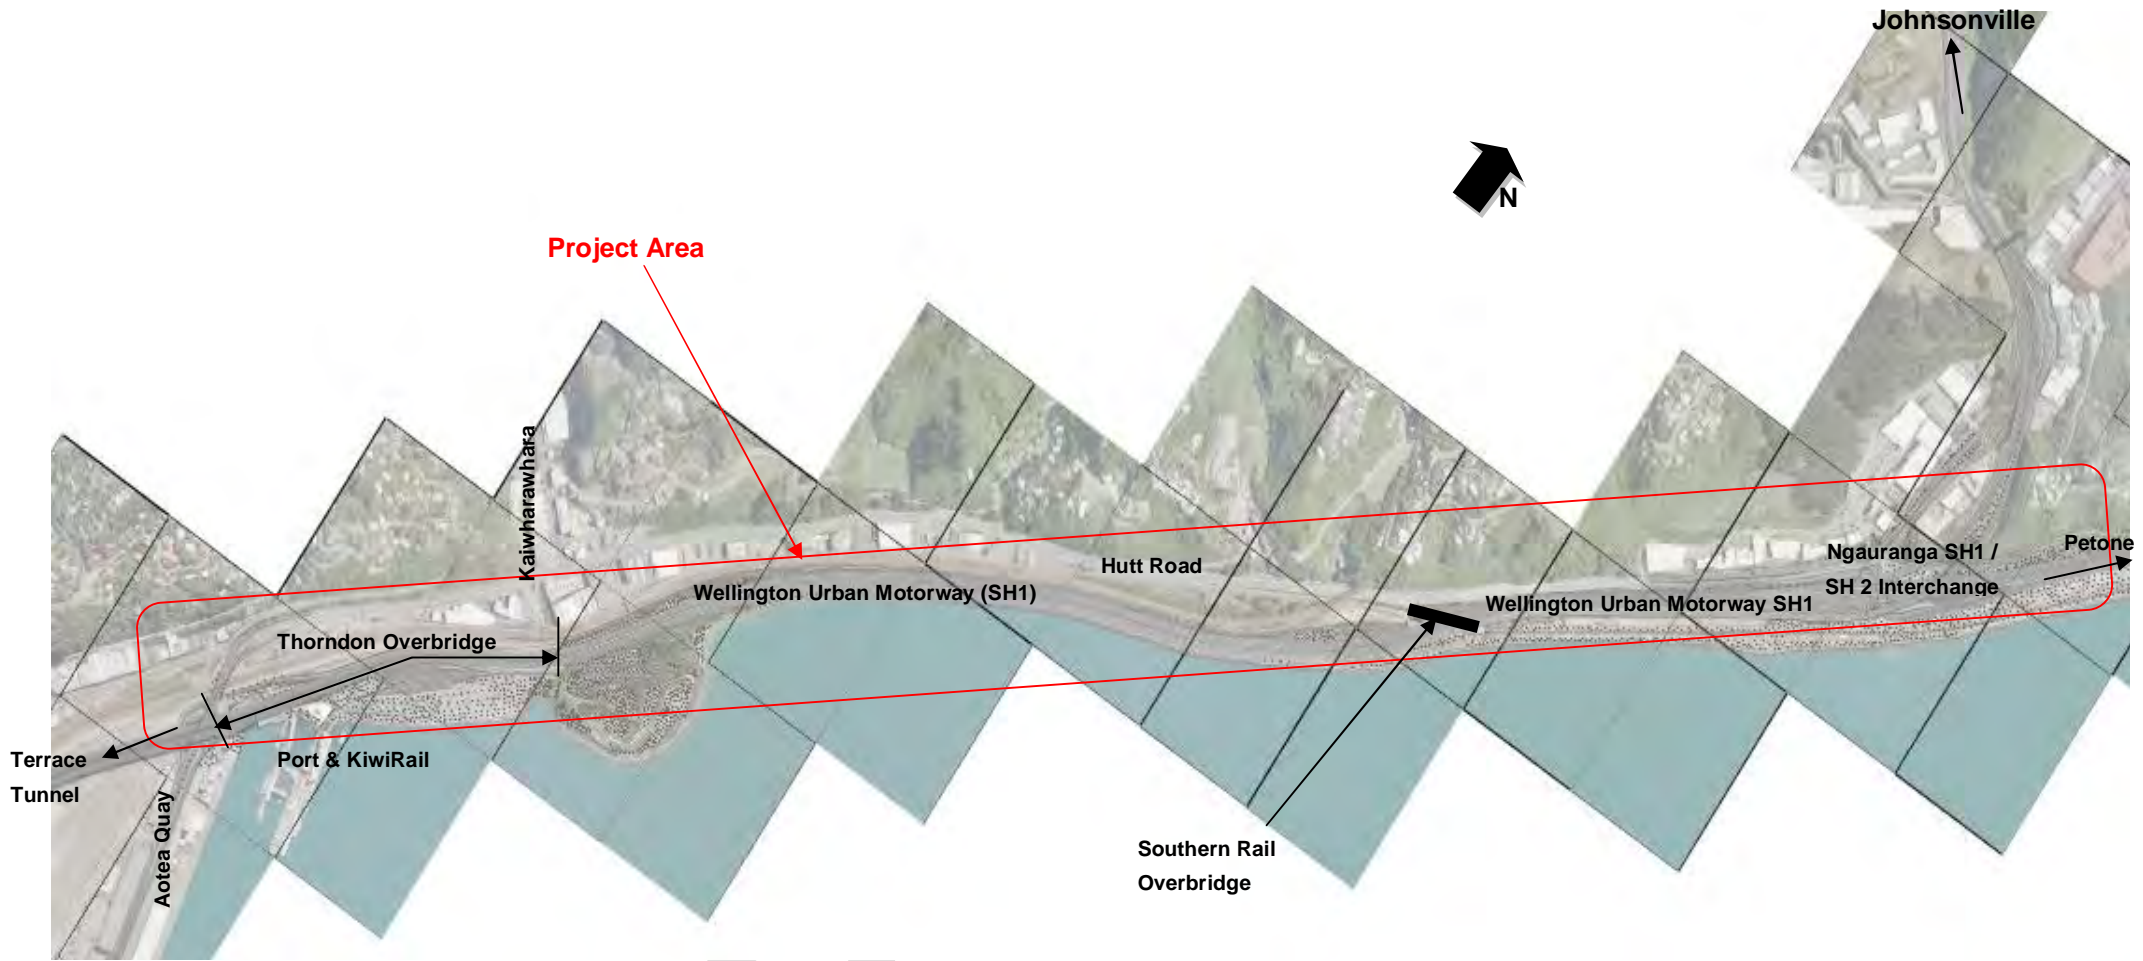 Johnsonville
N
Project Area
Kaiwharawhara
Hutt Road
Ngauranga SH1 /
SH 2 Interchange
Petone
Wellington Urban Motorway (SH1)
Wellington Urban Motorway SH1
Thorndon Overbridge
Terrace
Tunnel
Port & KiwiRail
Aotea Quay
Southern Rail
Overbridge